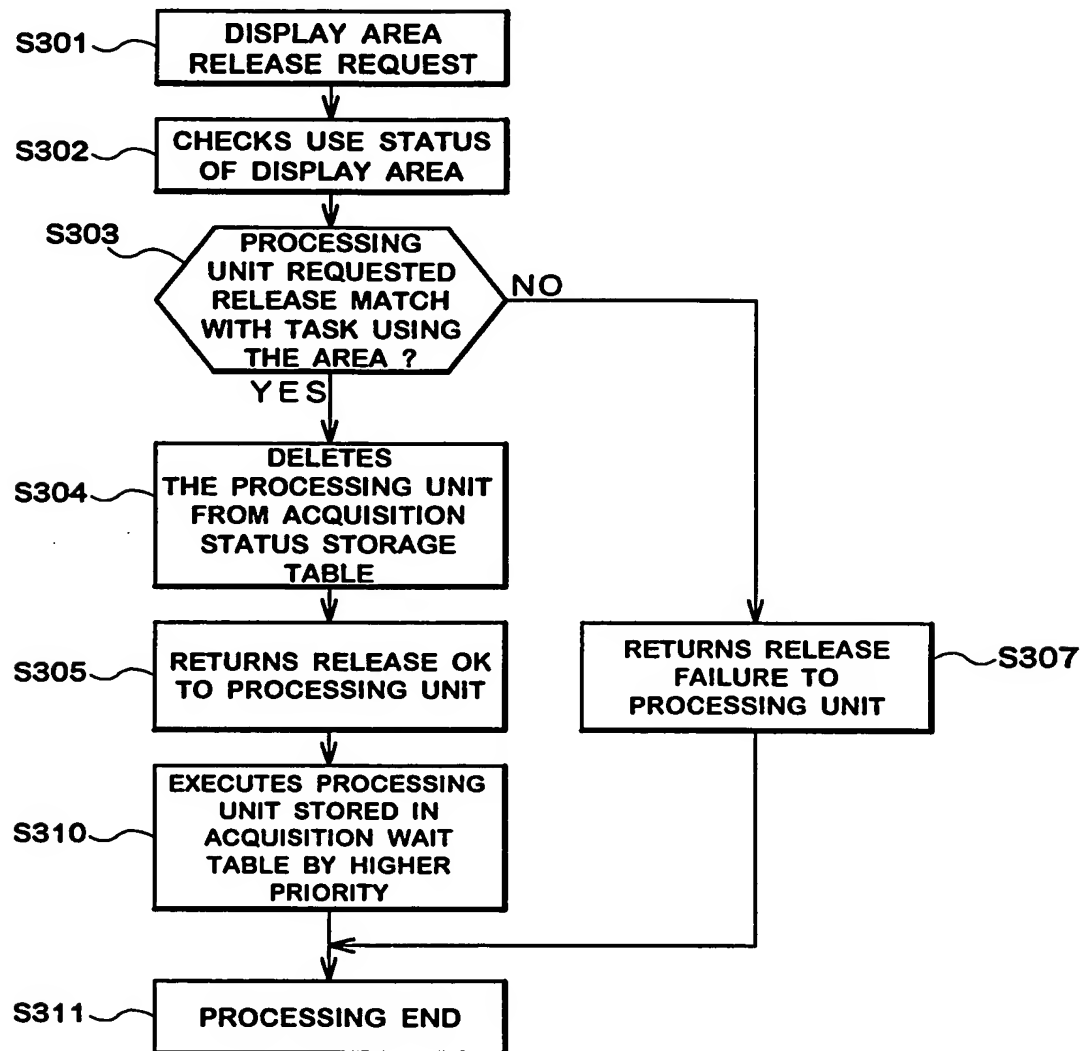 S301
DISPLAY AREA
RELEASE REQUEST
S302
CHECKS USE STATUS
OF DISPLAY AREA
S303
PROCESSING
UNIT REQUESTED
RELEASE MATCH
WITH TASK USING
THE AREA ?
NO
YES
S304
DELETES
THE PROCESSING UNIT
FROM ACQUISITION
STATUS STORAGE
TABLE
S305
RETURNS RELEASE OK
TO PROCESSING UNIT
RETURNS RELEASE
FAILURE TO
PROCESSING UNIT
S307
S310
EXECUTES PROCESSING
UNIT STORED IN
ACQUISITION WAIT
TABLE BY HIGHER
PRIORITY
S311
PROCESSING END